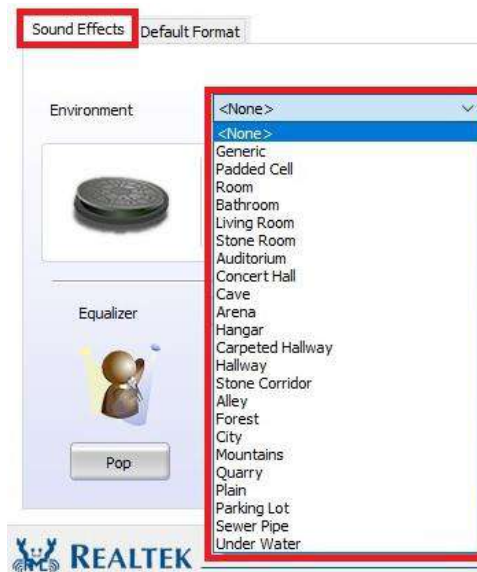 Sound Effects
Default Format
Environment
<None>
<None>
Generic
Padded Cell
Room
Bathroom
Living Room
Stone Room
Auditorium
Concert Hall
Cave
Arena
Hangar
Carpeted Hallway
Hallway
Stone Corridor
Alley
Forest
City
Mountains
Quarry
Plain
Parking Lot
Sewer Pipe
Under Water
Equalizer
Pop
REALTEK